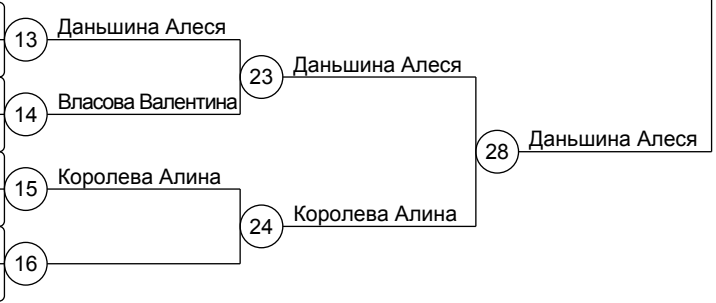 13 Даньшина Алеся
23 Даньшина Алеся
14 Власова Валентина
28 Даньшина Алеся
15 Королева Алина
24 Королева Алина
16